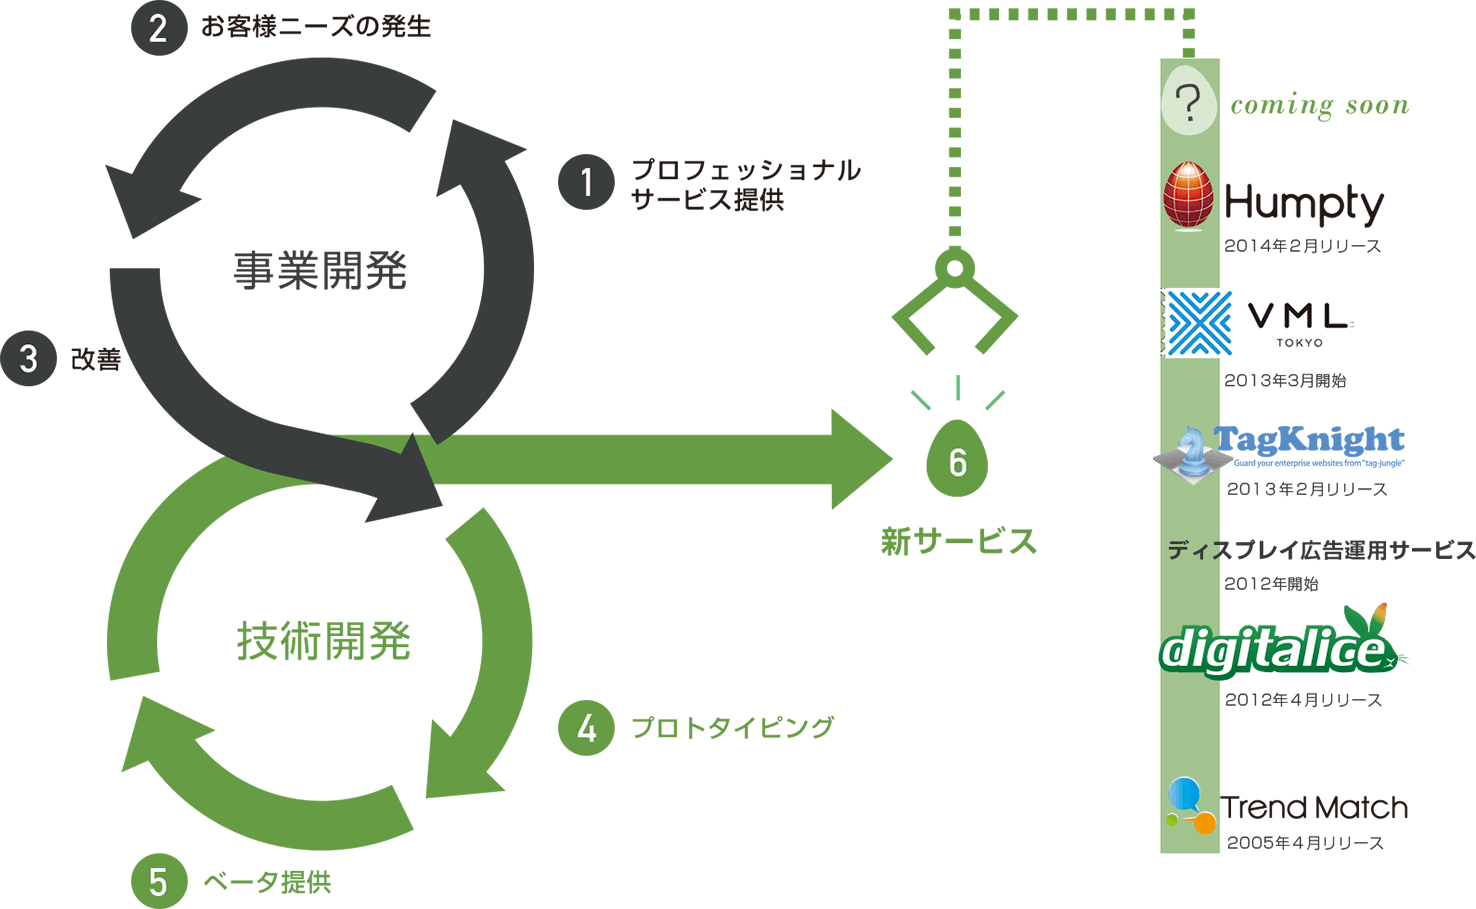 2 お客様ニーズの発生
1 プロフェッショナル
サービス提供
事業開発
3 改善
6
新サービス
技術開発
4 プロトタイピング
5 ベータ提供
? coming soon
Humpty
2014年2月リリース
VML
TOKYO
2013年3月開始
TagKnight
Guard your enterprise websites from "tag-jungle"
2013年2月リリース
ディスプレイ広告運用サービス
2012年開始
digitalice
2012年4月リリース
Trend Match
2005年4月リリース